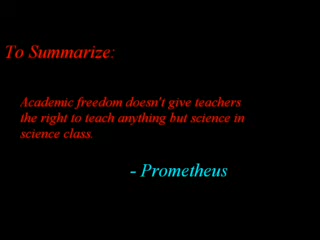 To Summarize:
Academic freedom doesn't give teachers
the right to teach anything but science in
science class.
- Prometheus